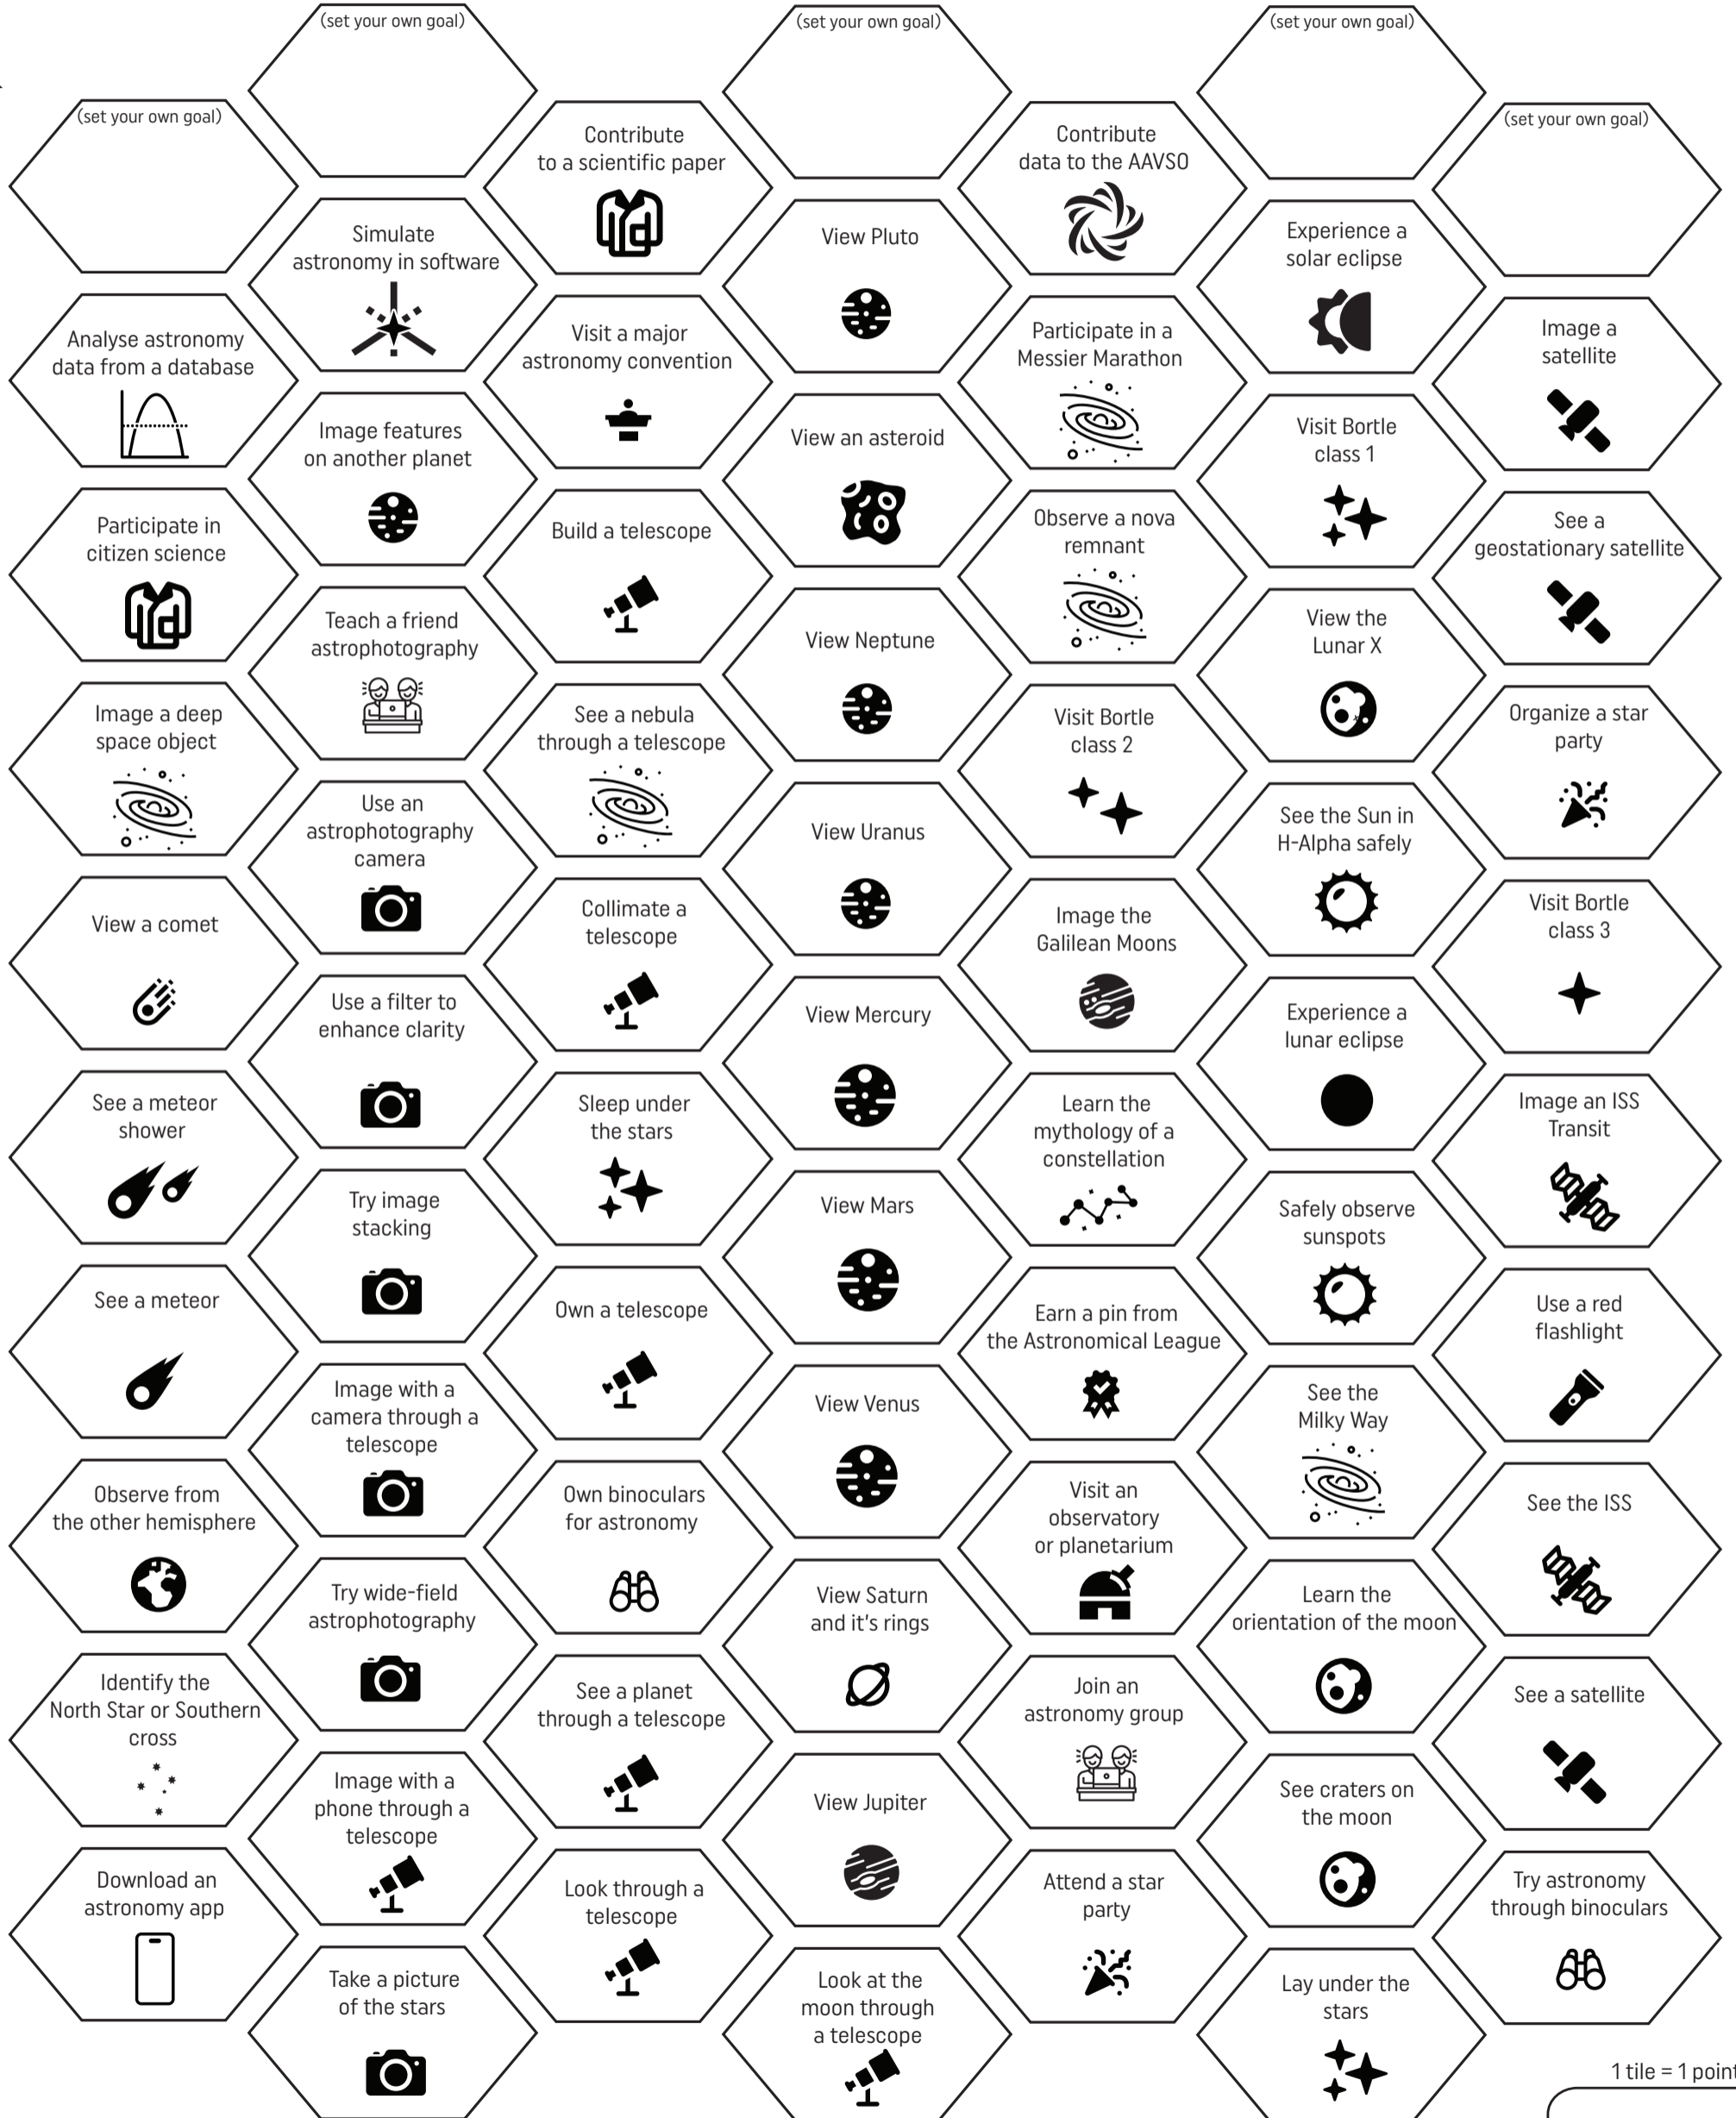 (set your own goal)
(set your own goal)
(set your own goal)
(set your own goal)
(set your own goal)
Contribute
to a scientific paper
Contribute
data to the AAVSO
Simulate
astronomy in software
View Pluto
Experience a
solar eclipse
Analyse astronomy
data from a database
Visit a major
astronomy convention
Participate in a
Messier Marathon
Image a
satellite
Image features
on another planet
View an asteroid
Visit Bortle
class 1
Participate in
citizen science
Build a telescope
Observe a nova
remnant
See a
geostationary satellite
Teach a friend
astrophotography
View Neptune
View the
Lunar X
Image a deep
space object
See a nebula
through a telescope
Visit Bortle
class 2
Organize a star
party
Use an
astrophotography
camera
View Uranus
See the Sun in
H-Alpha safely
View a comet
Collimate a
telescope
Image the
Galilean Moons
Visit Bortle
class 3
Use a filter to
enhance clarity
View Mercury
Experience a
lunar eclipse
See a meteor
shower
Sleep under
the stars
Learn the
mythology of a
constellation
Image an ISS
Transit
Try image
stacking
View Mars
Safely observe
sunspots
See a meteor
Own a telescope
Earn a pin from
the Astronomical League
Use a red
flashlight
Image with a
camera through a
telescope
View Venus
See the
Milky Way
Observe from
the other hemisphere
Own binoculars
for astronomy
Visit an
observatory
or planetarium
See the ISS
Try wide-field
astrophotography
View Saturn
and it's rings
Learn the
orientation of the moon
Identify the
North Star or Southern
cross
See a planet
through a telescope
Join an
astronomy group
See a satellite
Image with a
phone through a
telescope
View Jupiter
See craters on
the moon
Download an
astronomy app
Look through a
telescope
Attend a star
party
Try astronomy
through binoculars
Take a picture
of the stars
Look at the
moon through
a telescope
Lay under the
stars
1 tile = 1 point